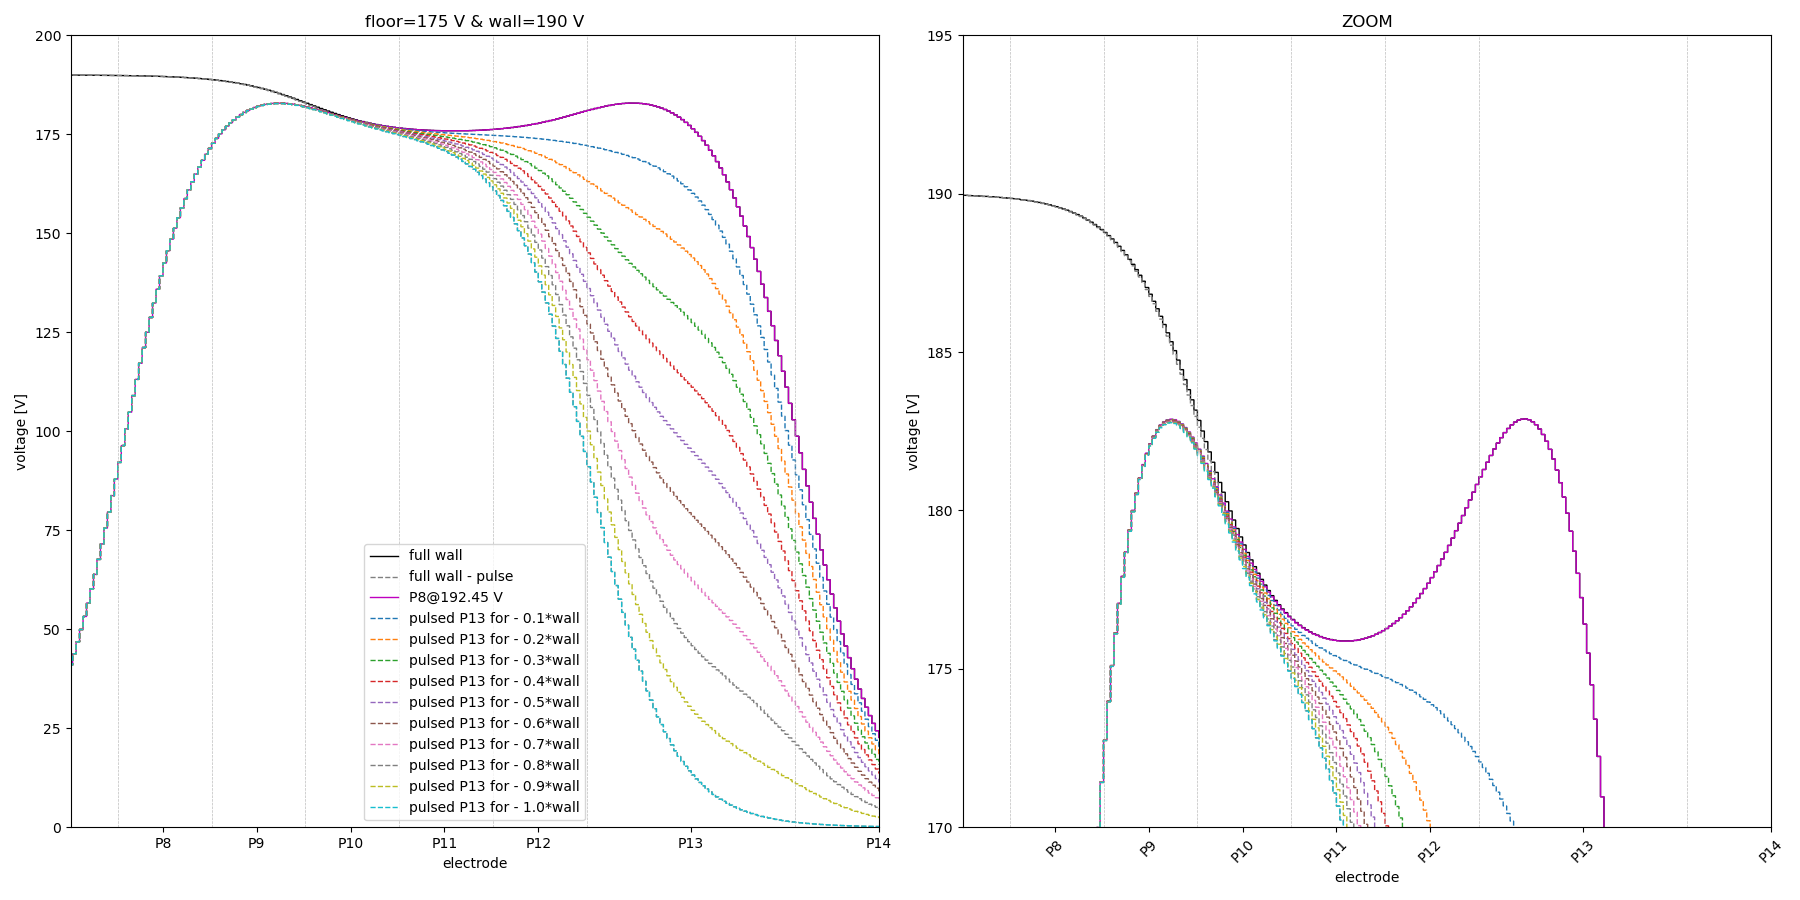 floor=175 V & wall=190 V
200
175
150
125
100
75
50
25
0
voltage [V]
full wall
full wall - pulse
P8@192.45 V
pulsed P13 for - 0.1*wall
pulsed P13 for - 0.2*wall
pulsed P13 for - 0.3*wall
pulsed P13 for - 0.4*wall
pulsed P13 for - 0.5*wall
pulsed P13 for - 0.6*wall
pulsed P13 for - 0.7*wall
pulsed P13 for - 0.8*wall
pulsed P13 for - 0.9*wall
pulsed P13 for - 1.0*wall
P8 P9 P10 P11 P12 P13 P14
electrode
ZOOM
195
190
185
180
175
170
voltage [V]
P8 P9 P10 P11 P12 P13 P14
electrode